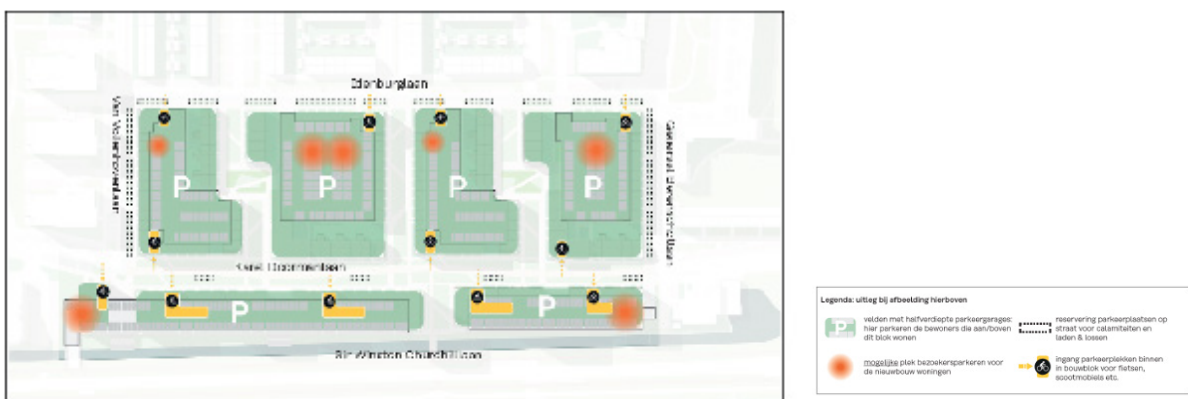 Idenburglaan
P
P
P
P
Karel Doormanlaan
P
P
Sir Winston Churchilllaan
Legenda: uitleg bij afbeelding hierboven
P
velden met halfverdiepte parkeergarages:
hier parkeren de bewoners die aan/boven
dit blok wonen
reservering parkeerplaatsen op
straat voor calamiteiten en
laden & lossen
mogelijke plek bezoekersparkeren voor
de nieuwbouw woningen
ingang parkeerplekken binnen
in bouwblok voor fietsen,
scootmobiels etc.